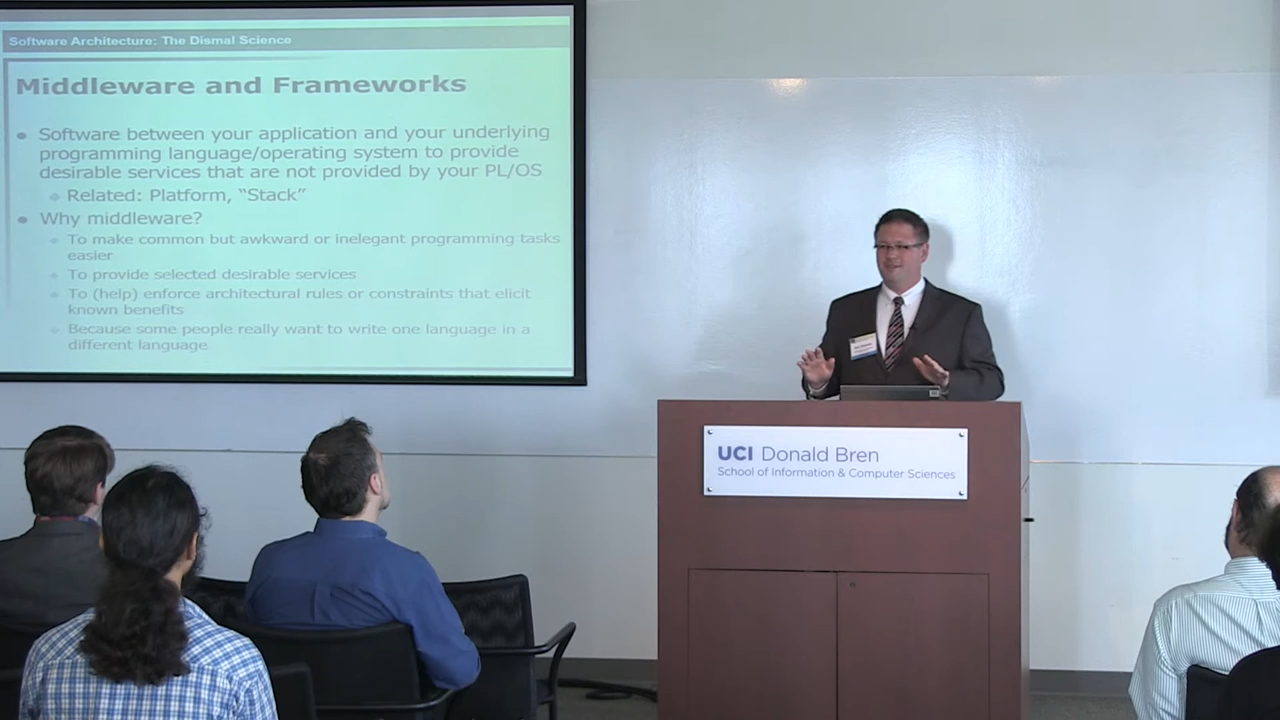 Software Architecture: The Dismal Science
Middleware and Frameworks
Software between your application and your underlying
programming language/operating system to provide
desirable services that are not provided by your PL/OS
Related: Platform, “Stack”
Why middleware?
To make common but awkward or inelegant programming tasks
easier
To provide selected desirable services
To (help) enforce architectural rules or constraints that elicit
known benefits
Because some people really want to write one language in a
different language
UCI Donald Bren
School of Information & Computer Sciences